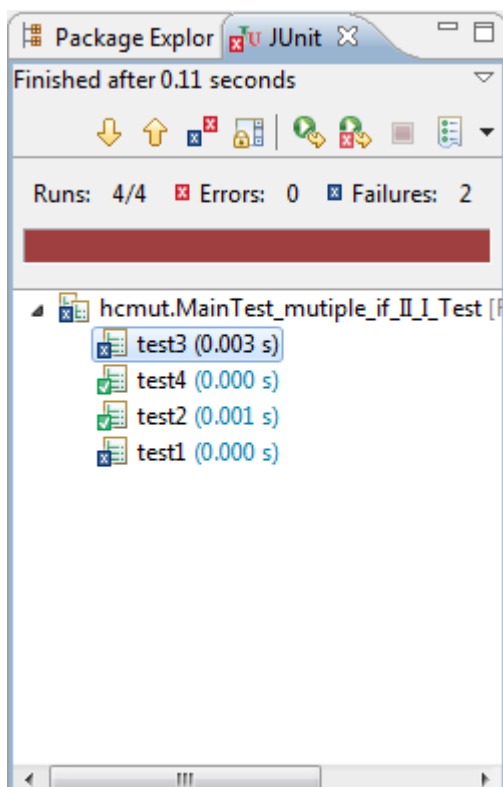 Package Explor JUnit
Finished after 0.11 seconds
Runs: 4/4 Errors: 0 Failures: 2
hcmut.MainTest_mutiple_if_II_I_Test [
test3 (0.003 s)
test4 (0.000 s)
test2 (0.001 s)
test1 (0.000 s)